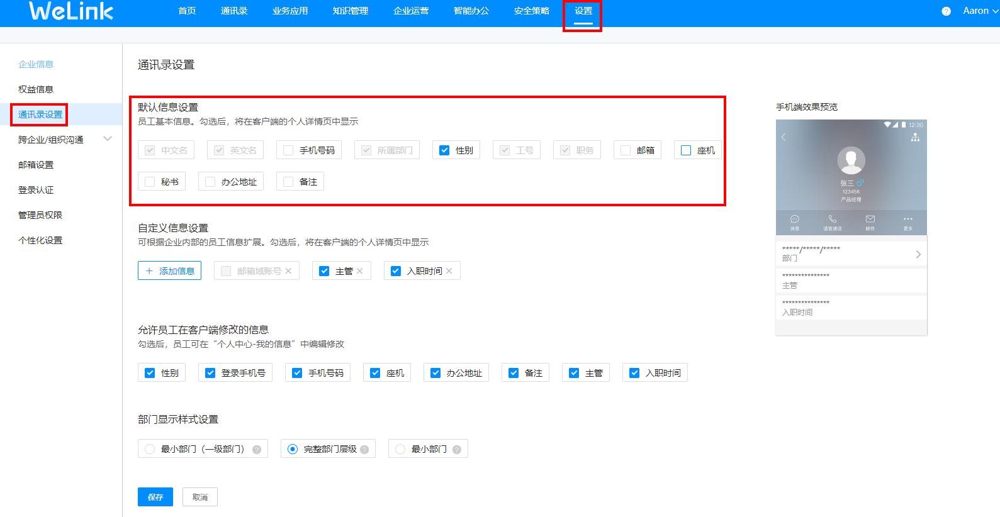 WeLink
首页 通讯录 业务应用 知识管理 企业运营 智能办公 安全策略 设置
? Aaron
企业信息
权益信息
通讯录设置
跨企业/组织沟通
邮箱设置
登录认证
管理员权限
个性化设置
通讯录设置
默认信息设置
员工基本信息。勾选后，将在客户端的个人详情页中显示
中文名 英文名 手机号码 所属部门 性别 工号 职务 邮箱 座机
秘书 办公地址 备注
自定义信息设置
可根据企业内部的员工信息扩展。勾选后，将在客户端的个人详情页中显示
+ 添加信息 邮箱域账号 × 主管 × 入职时间 ×
允许员工在客户端修改的信息
勾选后，员工可在“个人中心-我的信息”中编辑修改
性别 登录手机号 手机号码 座机 办公地址 备注 主管 入职时间
部门显示样式设置
最小部门（一级部门） ? 完整部门层级 ? 最小部门 ?
保存 取消
手机端效果预览
12:30
张三
123456
产品经理
消息 语音通话 邮件 更多
*****/*****/*****
部门
***************
主管
***************
入职时间